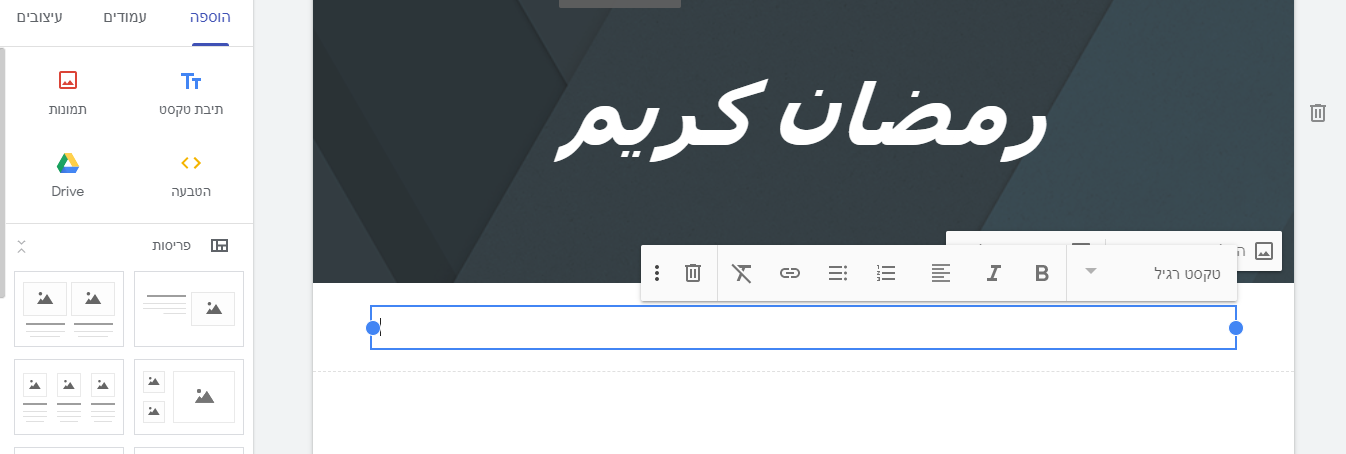 הוספה עמודים עיצובים
תיבת טקסט תמונות
הטבעה Drive
פריסות
رمضان كريم
טקסט רגיל
B I